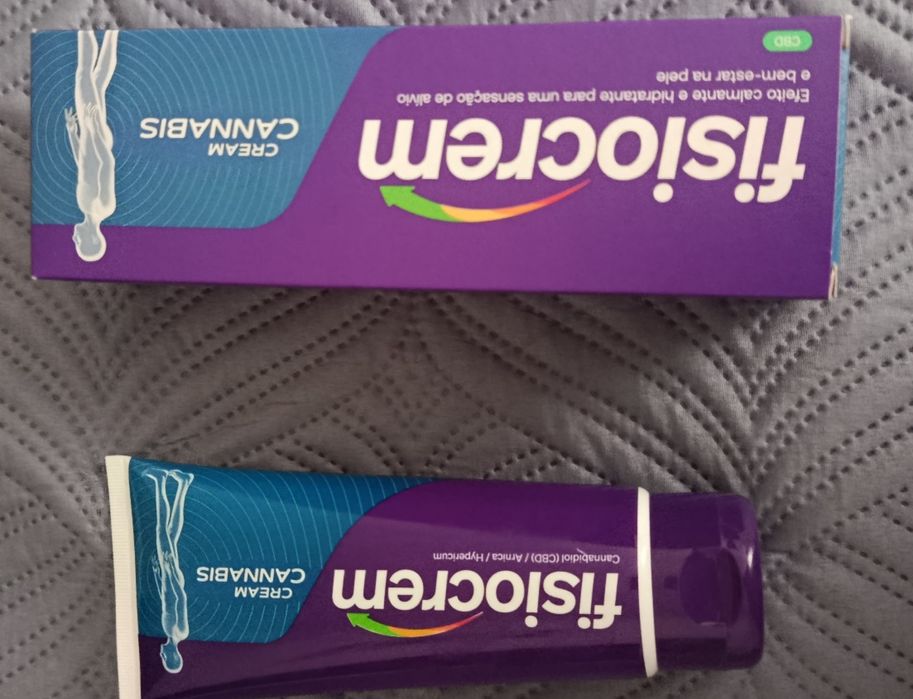 fisiocrem
Efeito calmante e hidratante para uma sensação de alívio
e bem-estar na pele
CBD
CREAM
CANNABIS
fisiocrem
Cannabidiol (CBD) / Arnica / Hypericum
CREAM
CANNABIS